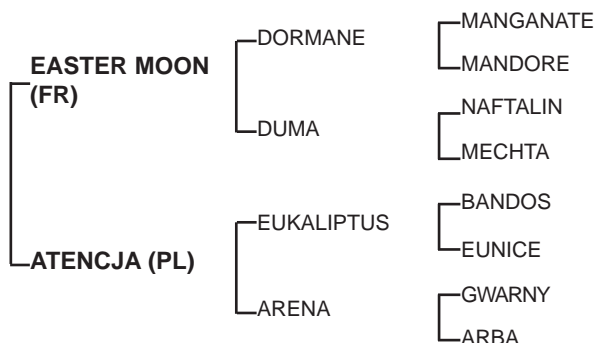 MANGANATE
DORMANE
MANDORE
EASTER MOON
(FR)
NAFTALIN
DUMA
MECHTA
BANDOS
EUKALIPTUS
EUNICE
ATENCJA (PL)
GWARNY
ARENA
ARBA